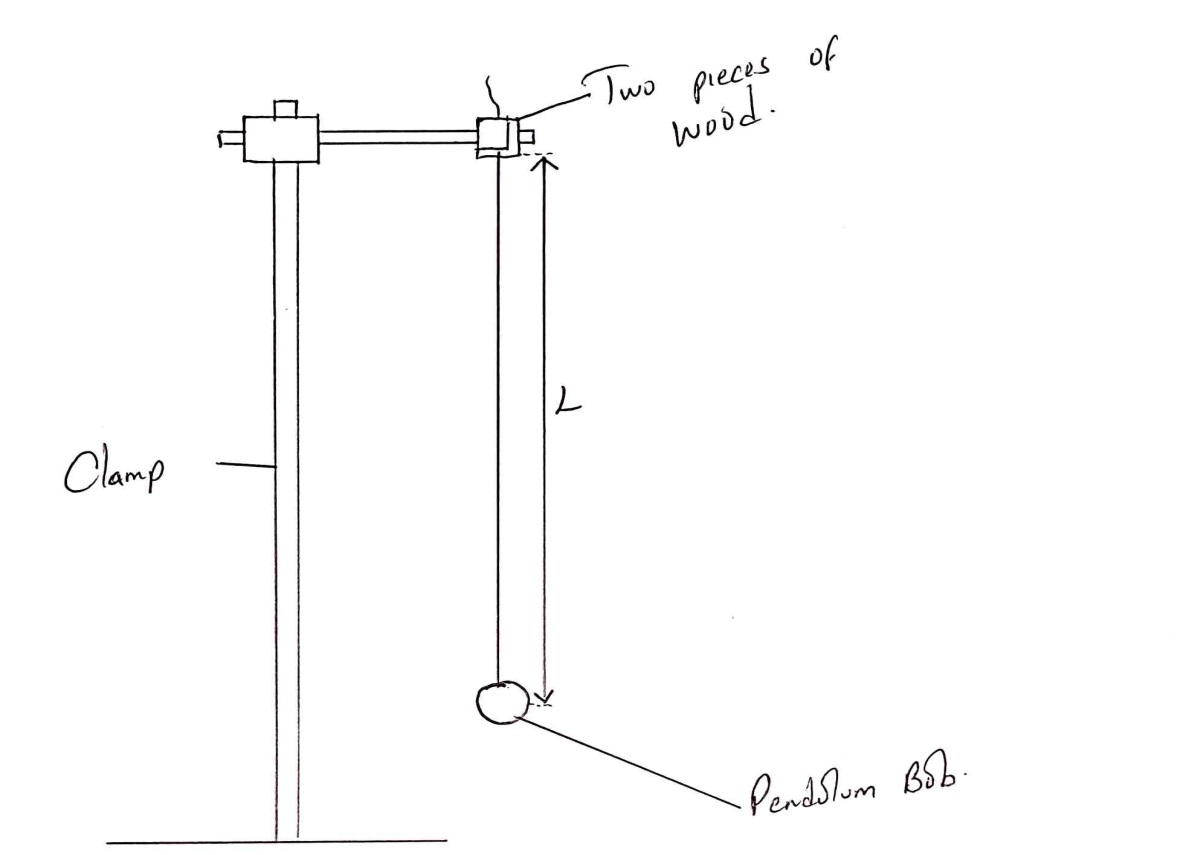 Two pieces of
wood.
L
Clamp
Pendulum Bob.